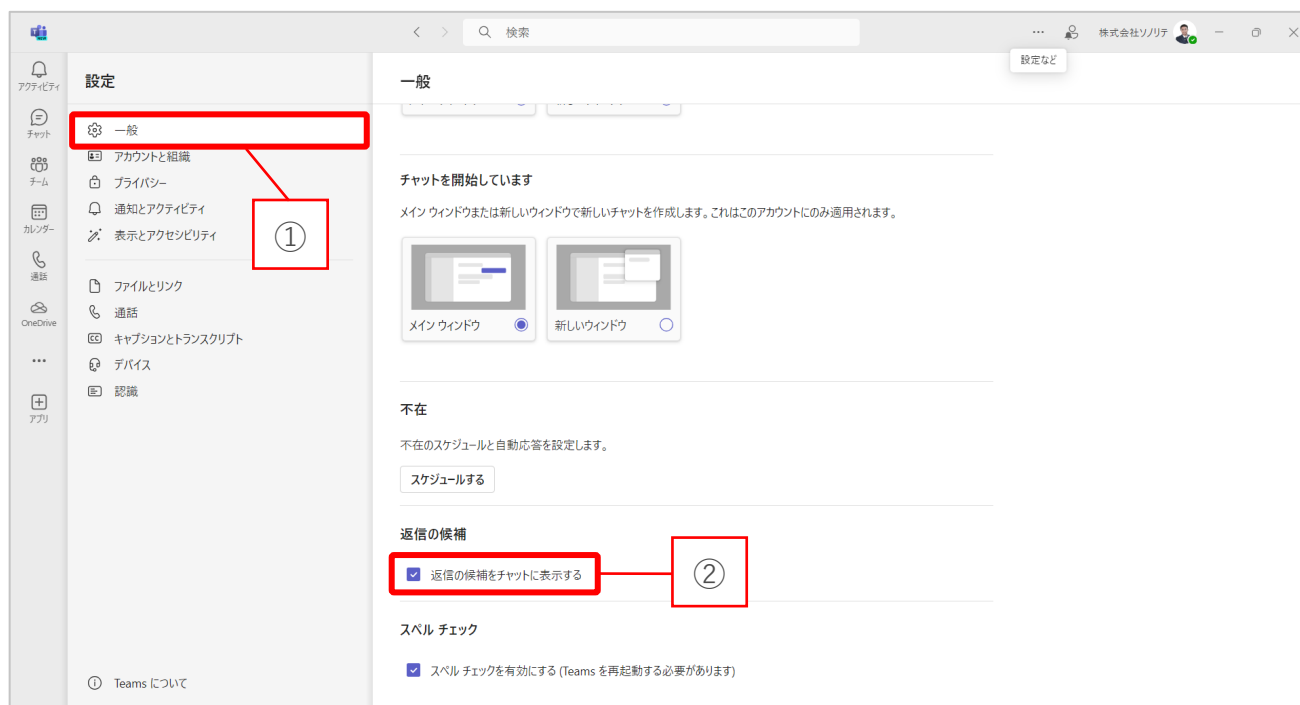 検索
株式会社ソノリテ
設定など
アクティビティ
チャット
チーム
カレンダー
通話
OneDrive
アプリ
設定
一般
アカウントと組織
プライバシー
通知とアクティビティ
表示とアクセシビリティ
①
ファイルとリンク
通話
キャプションとトランスクリプト
デバイス
認識
Teams について
一般
チャットを開始しています
メイン ウィンドウまたは新しいウィンドウで新しいチャットを作成します。これはこのアカウントにのみ適用されます。
メイン ウィンドウ
新しいウィンドウ
不在
不在のスケジュールと自動応答を設定します。
スケジュールする
返信の候補
返信の候補をチャットに表示する
②
スペル チェック
スペル チェックを有効にする (Teams を再起動する必要があります)